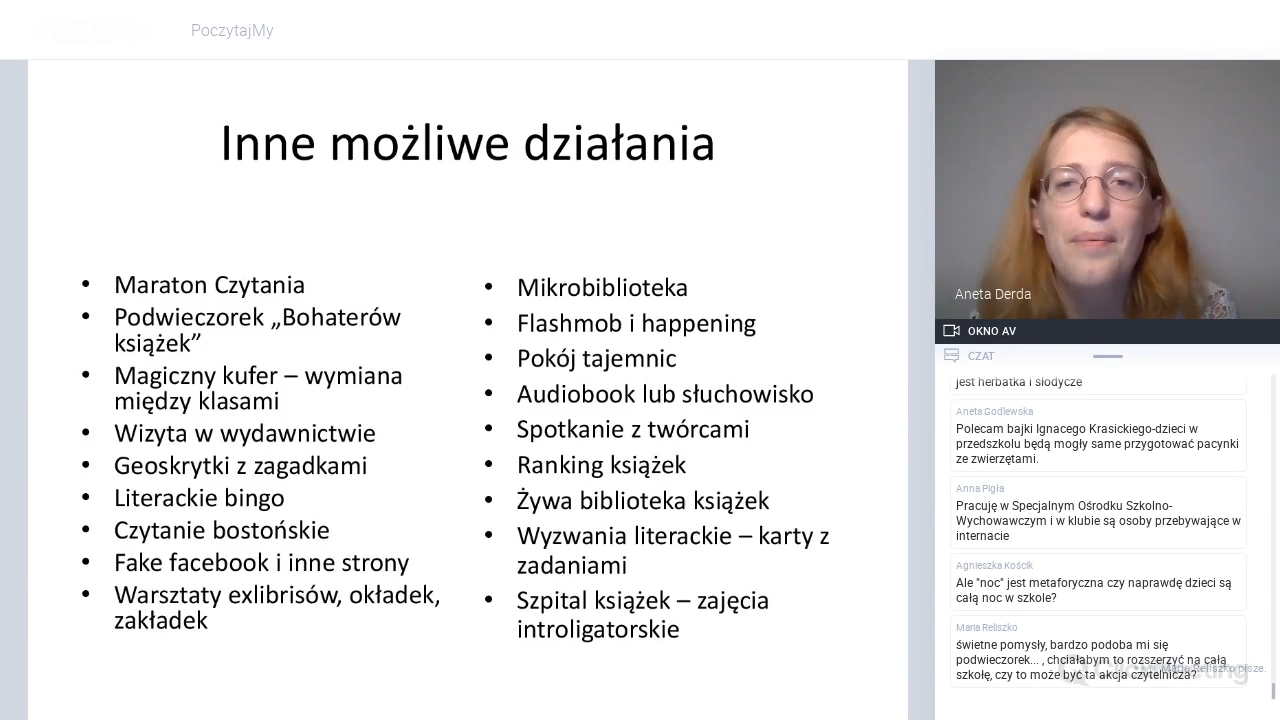 PoczytajMy
Inne możliwe działania
• Maraton Czytania
• Podwieczorek „Bohaterów
książek”
• Magiczny kufer – wymiana
między klasami
• Wizyta w wydawnictwie
• Geoskrytki z zagadkami
• Literackie bingo
• Czytanie bostońskie
• Fake facebook i inne strony
• Warsztaty exlibrisów, okładek,
zakładek
• Mikrobiblioteka
• Flashmob i happening
• Pokój tajemnic
• Audiobook lub słuchowisko
• Spotkanie z twórcami
• Ranking książek
• Żywa biblioteka książek
• Wyzwania literackie – karty z
zadaniami
• Szpital książek – zajęcia
introligatorskie
Aneta Derda
OKNO AV
CZAT
jest herbatka i słodycze
Aneta Godlewska
Polecam bajki Ignacego Krasickiego-dzieci w
przedszkolu będą mogły same przygotować pacynki
ze zwierzętami.
Anna Pigła
Pracuję w Specjalnym Ośrodku Szkolno-
Wychowawczym i w klubie są osoby przebywające w
internacie
Agnieszka Kościk
Ale "noc" jest metaforyczna czy naprawdę dzieci są
całą noc w szkole?
Maria Reliszko
świetne pomysły, bardzo podoba mi się
podwieczorek... , chciałabym to rozszerzyć na całą
szkołę, czy to może być ta akcja czytelnicza?
Maria Reliszko pisze.